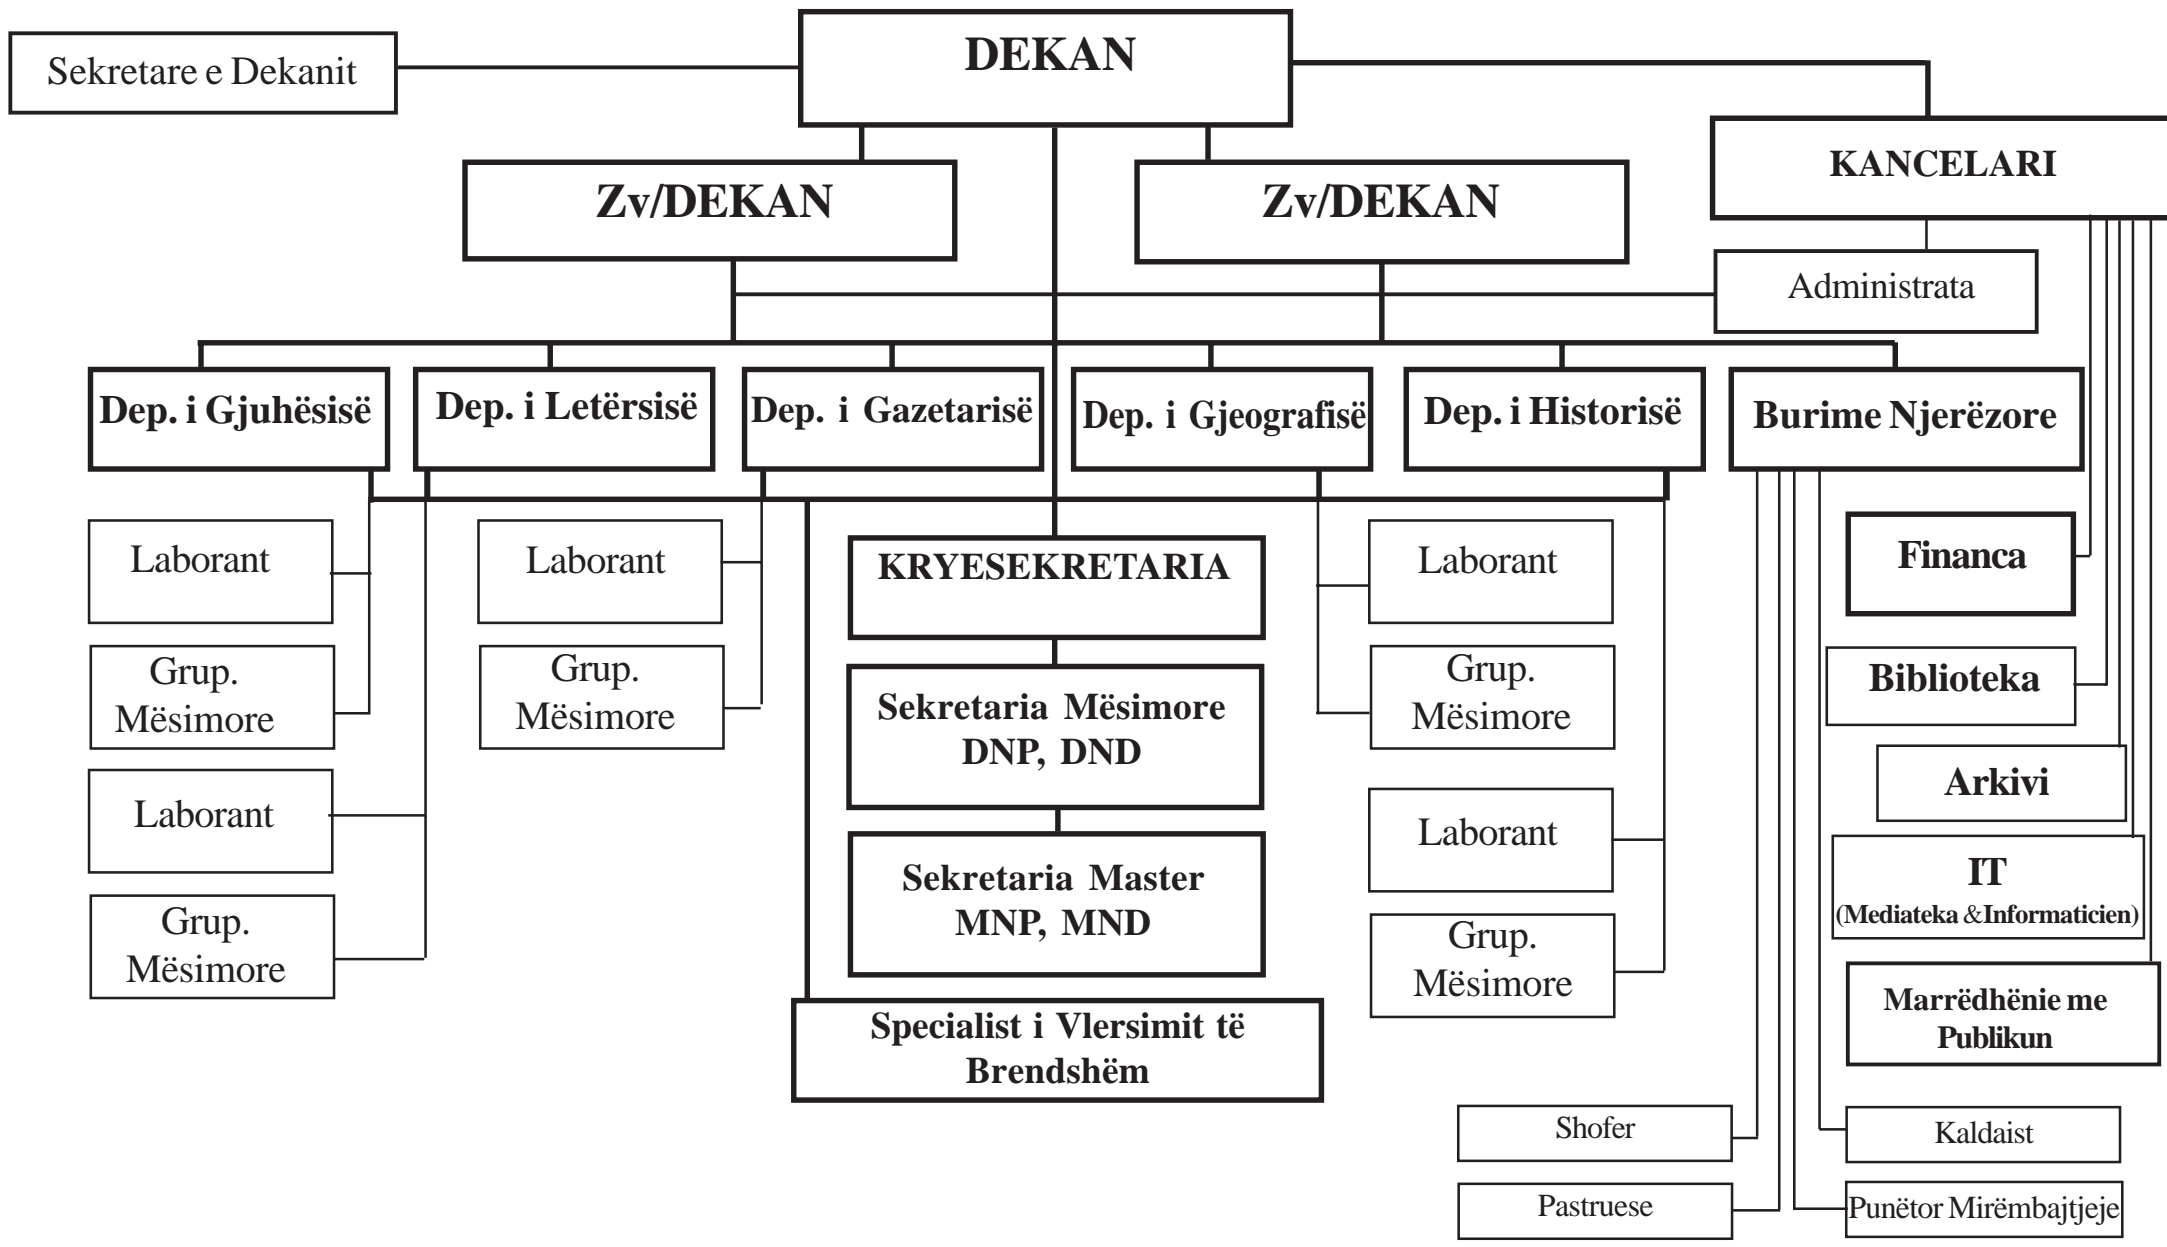 DEKAN
Sekretare e Dekanit
KANCELARI
Zv/DEKAN
Zv/DEKAN
Administrata
Dep. i Gjuhësisë
Dep. i Letërsisë
Dep. i Gazetarisë
Dep. i Gjeografisë
Dep. i Historisë
Burime Njerëzore
Laborant
Laborant
KRYESEKRETARIA
Laborant
Financa
Grup.
Mësimore
Grup.
Mësimore
Sekretaria Mësimore
DNP, DND
Grup.
Mësimore
Biblioteka
Arkivi
Laborant
Laborant
Sekretaria Master
MNP, MND
IT
(Mediateka &Informaticien)
Grup.
Mësimore
Grup.
Mësimore
Marrëdhënie me
Publikun
Specialist i Vlersimit të
Brendshëm
Shofer
Kaldaist
Pastruese
Punëtor Mirëmbajtjeje